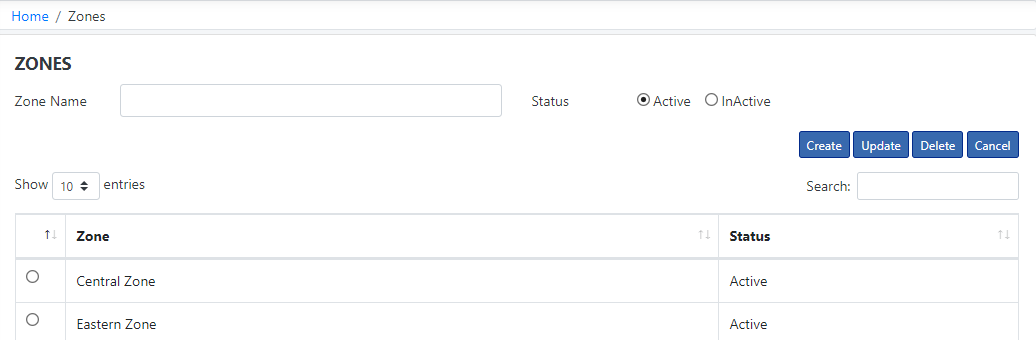 Home / Zones
ZONES
Zone Name
Status
Active
InActive
Create Update Delete Cancel
Show 10 entries
Search:
Zone Status
Central Zone Active
Eastern Zone Active